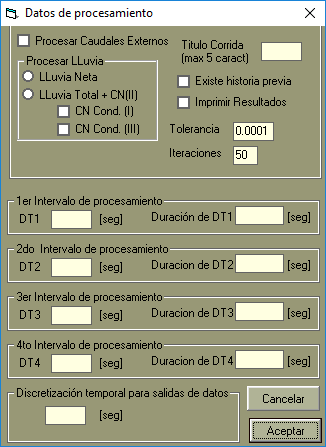 Datos de procesamiento
Procesar Caudales Externos
Titulo Corrida
(max 5 caract)
Procesar LLuvia
LLuvia Neta
LLuvia Total + CN(II)
CN Cond. (I)
CN Cond. (III)
Existe historia previa
Imprimir Resultados
Tolerancia 0.0001
Iteraciones 50
1er Intervalo de procesamiento
DT1 [seg] Duración de DT1 [seg]
2do Intervalo de procesamiento
DT2 [seg] Duracion de DT2 [seg]
3er Intervalo de procesamiento
DT3 [seg] Duracion de DT3 [seg]
4to Intervalo de procesamiento
DT4 [seg] Duracion de DT4 [seg]
Discretización temporal para salidas de datos
[seg]
Cancelar
Aceptar